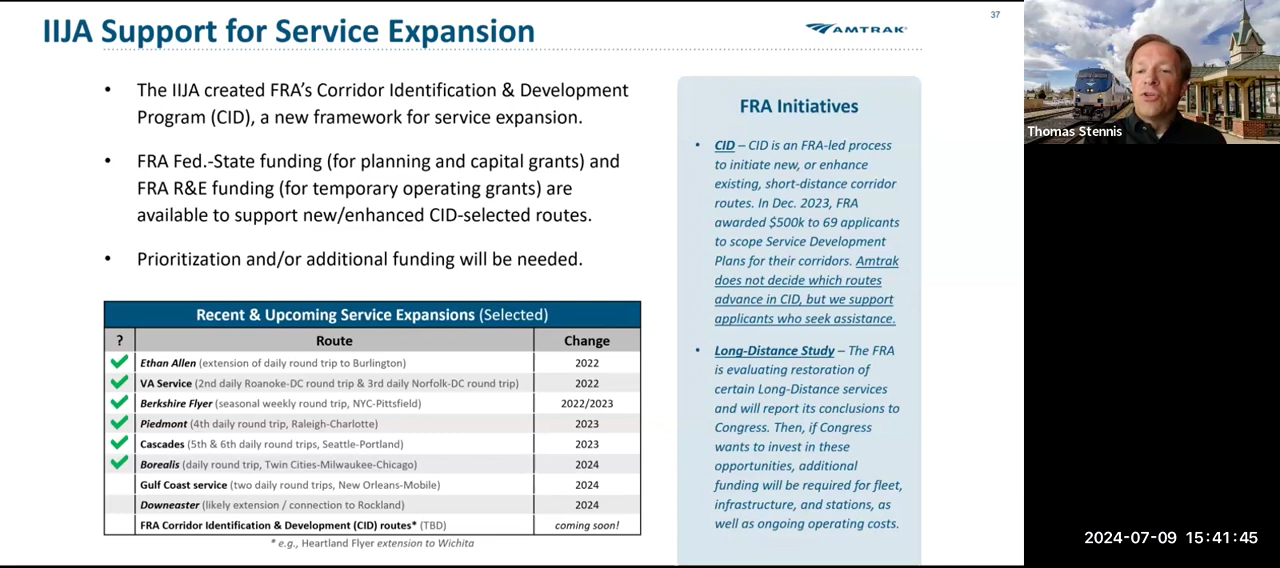 37
IIJA Support for Service Expansion
AMTRAK
• The IIJA created FRA's Corridor Identification & Development
Program (CID), a new framework for service expansion.
• FRA Fed.-State funding (for planning and capital grants) and
FRA R&E funding (for temporary operating grants) are
available to support new/enhanced CID-selected routes.
• Prioritization and/or additional funding will be needed.
Recent & Upcoming Service Expansions (Selected)
? Route Change
Ethan Allen (extension of daily round trip to Burlington) 2022
VA Service (2nd daily Roanoke-DC round trip & 3rd daily Norfolk-DC round trip) 2022
Berkshire Flyer (seasonal weekly round trip, NYC-Pittsfield) 2022/2023
Piedmont (4th daily round trip, Raleigh-Charlotte) 2023
Cascades (5th & 6th daily round trips, Seattle-Portland) 2023
Borealis (daily round trip, Twin Cities-Milwaukee-Chicago) 2024
Gulf Coast service (two daily round trips, New Orleans-Mobile) 2024
Downeaster (likely extension / connection to Rockland) 2024
FRA Corridor Identification & Development (CID) routes* (TBD) coming soon!
* e.g., Heartland Flyer extension to Wichita
FRA Initiatives
• CID – CID is an FRA-led process
to initiate new, or enhance
existing, short-distance corridor
routes. In Dec. 2023, FRA
awarded $500k to 69 applicants
to scope Service Development
Plans for their corridors. Amtrak
does not decide which routes
advance in CID, but we support
applicants who seek assistance.
• Long-Distance Study – The FRA
is evaluating restoration of
certain Long-Distance services
and will report its conclusions to
Congress. Then, if Congress
wants to invest in these
opportunities, additional
funding will be required for fleet,
infrastructure, and stations, as
well as ongoing operating costs.
Thomas Stennis
2024-07-09 15:41:45